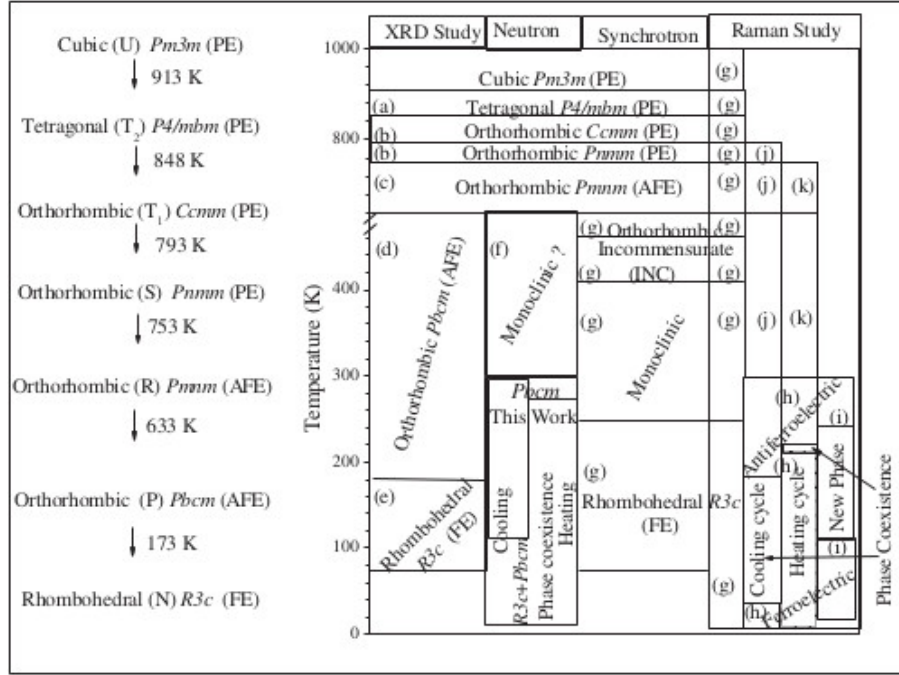 Cubic (U) Pm3m (PE)
913 K
Tetragonal (T2) P4/mbm (PE)
848 K
Orthorhombic (T1) Ccmm (PE)
793 K
Orthorhombic (S) Pnmm (PE)
753 K
Orthorhombic (R) Pmnm (AFE)
633 K
Orthorhombic (P) Pbcm (AFE)
173 K
Rhombohedral (N) R3c (FE)
Temperature (K)
1000
800
400
300
200
100
0
XRD Study
Neutron
Synchrotron
Raman Study
Cubic Pm3m (PE)
(g)
(a)
Tetragonal P4/mbm (PE)
(g)
(b)
Orthorhombic Ccmm (PE)
(g)
(b)
Orthorhombic Pnmm (PE)
(g)
(j)
(c)
Orthorhombic Pmnm (AFE)
(g)
(j)
(k)
(d)
Orthorhombic Pbcm (AFE)
(e)
Rhombohedral
R3c (FE)
(f)
Monoclinic ?
Pbcm
This
Work
Cooling
R3c+Pbcm
Phase coexistence
Heating
(g)
Orthorhombic
(g)
Incommensurate
(INC)
(g)
(g)
(g)
Monoclinic
(g)
(j)
(k)
(g)
Rhombohedral R3c
(FE)
(g)
(h)
Antiferroelectric
(i)
(h)
Cooling cycle
Heating cycle
New Phase
(i)
(h)
Ferroelectric
Phase Coexistence